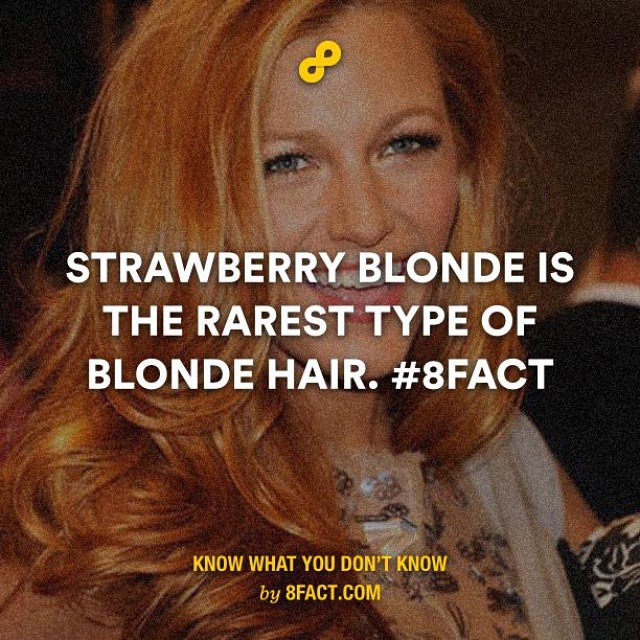 STRAWBERRY BLONDE IS
THE RAREST TYPE OF
BLONDE HAIR. #8FACT
KNOW WHAT YOU DON'T KNOW
by 8FACT.COM